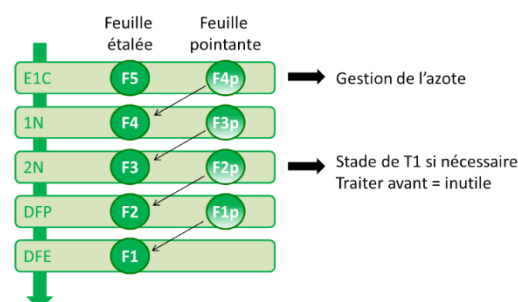 Feuille étalée
Feuille pointante
E1C F5 F4p Gestion de l'azote
1N F4 F3p
2N F3 F2p Stade de T1 si nécessaire
Traiter avant = inutile
DFP F2 F1p
DFE F1